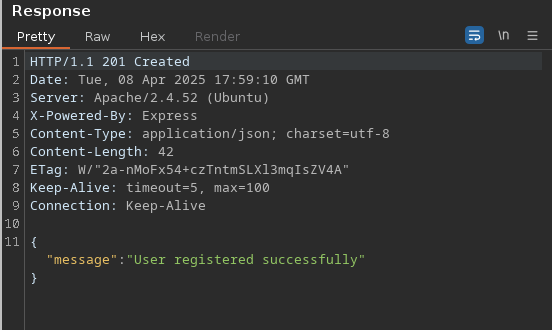 Response
Pretty Raw Hex Render \n
1 HTTP/1.1 201 Created
2 Date: Tue, 08 Apr 2025 17:59:10 GMT
3 Server: Apache/2.4.52 (Ubuntu)
4 X-Powered-By: Express
5 Content-Type: application/json; charset=utf-8
6 Content-Length: 42
7 ETag: W/"2a-nMoFx54+czTntmSLXl3mqIsZV4A"
8 Keep-Alive: timeout=5, max=100
9 Connection: Keep-Alive
10
11 {
"message":"User registered successfully"
}